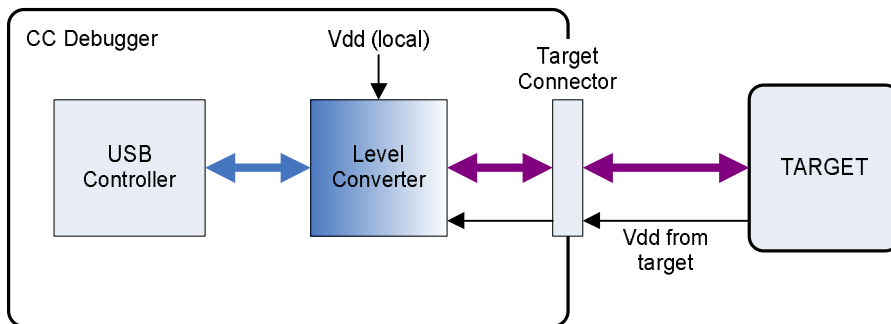 CC Debugger
Vdd (local)
Target
Connector
USB
Controller
Level
Converter
TARGET
Vdd from
target